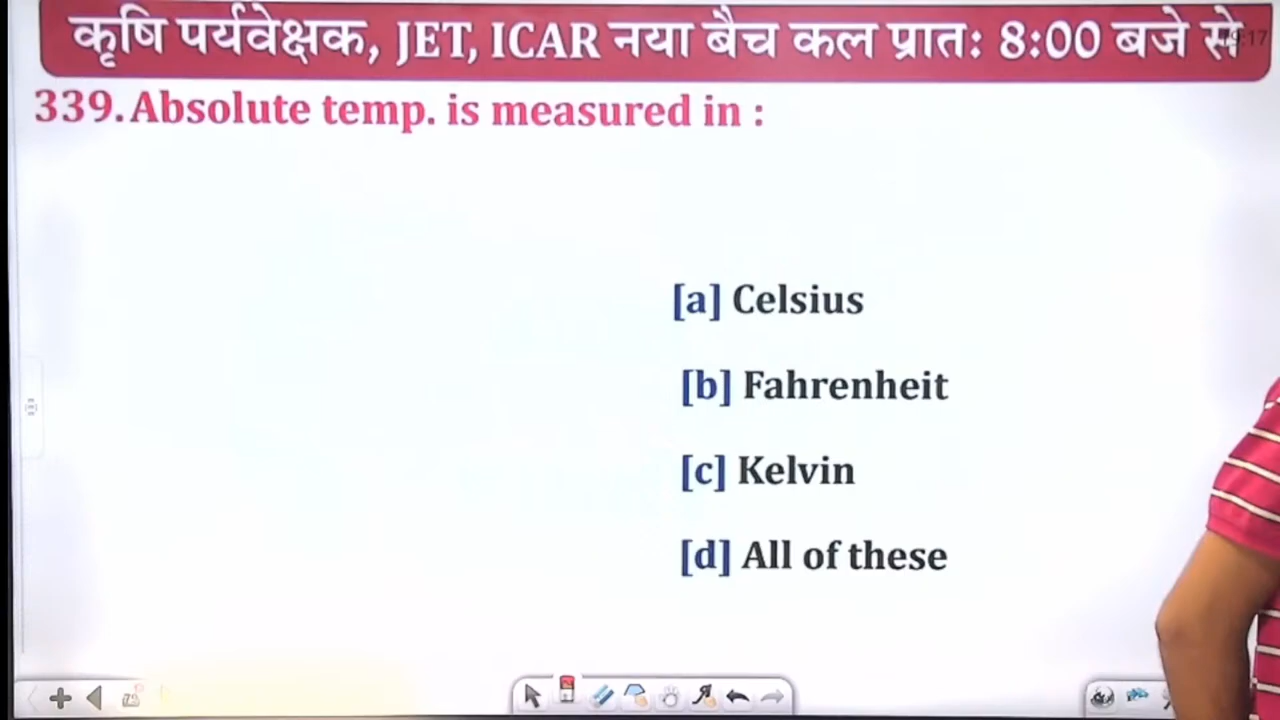 कृषि पर्यवेक्षक, JET, ICAR नया बैच कल प्रातः 8:00 बजे से
339.Absolute temp. is measured in :
[a] Celsius
[b] Fahrenheit
[c] Kelvin
[d] All of these